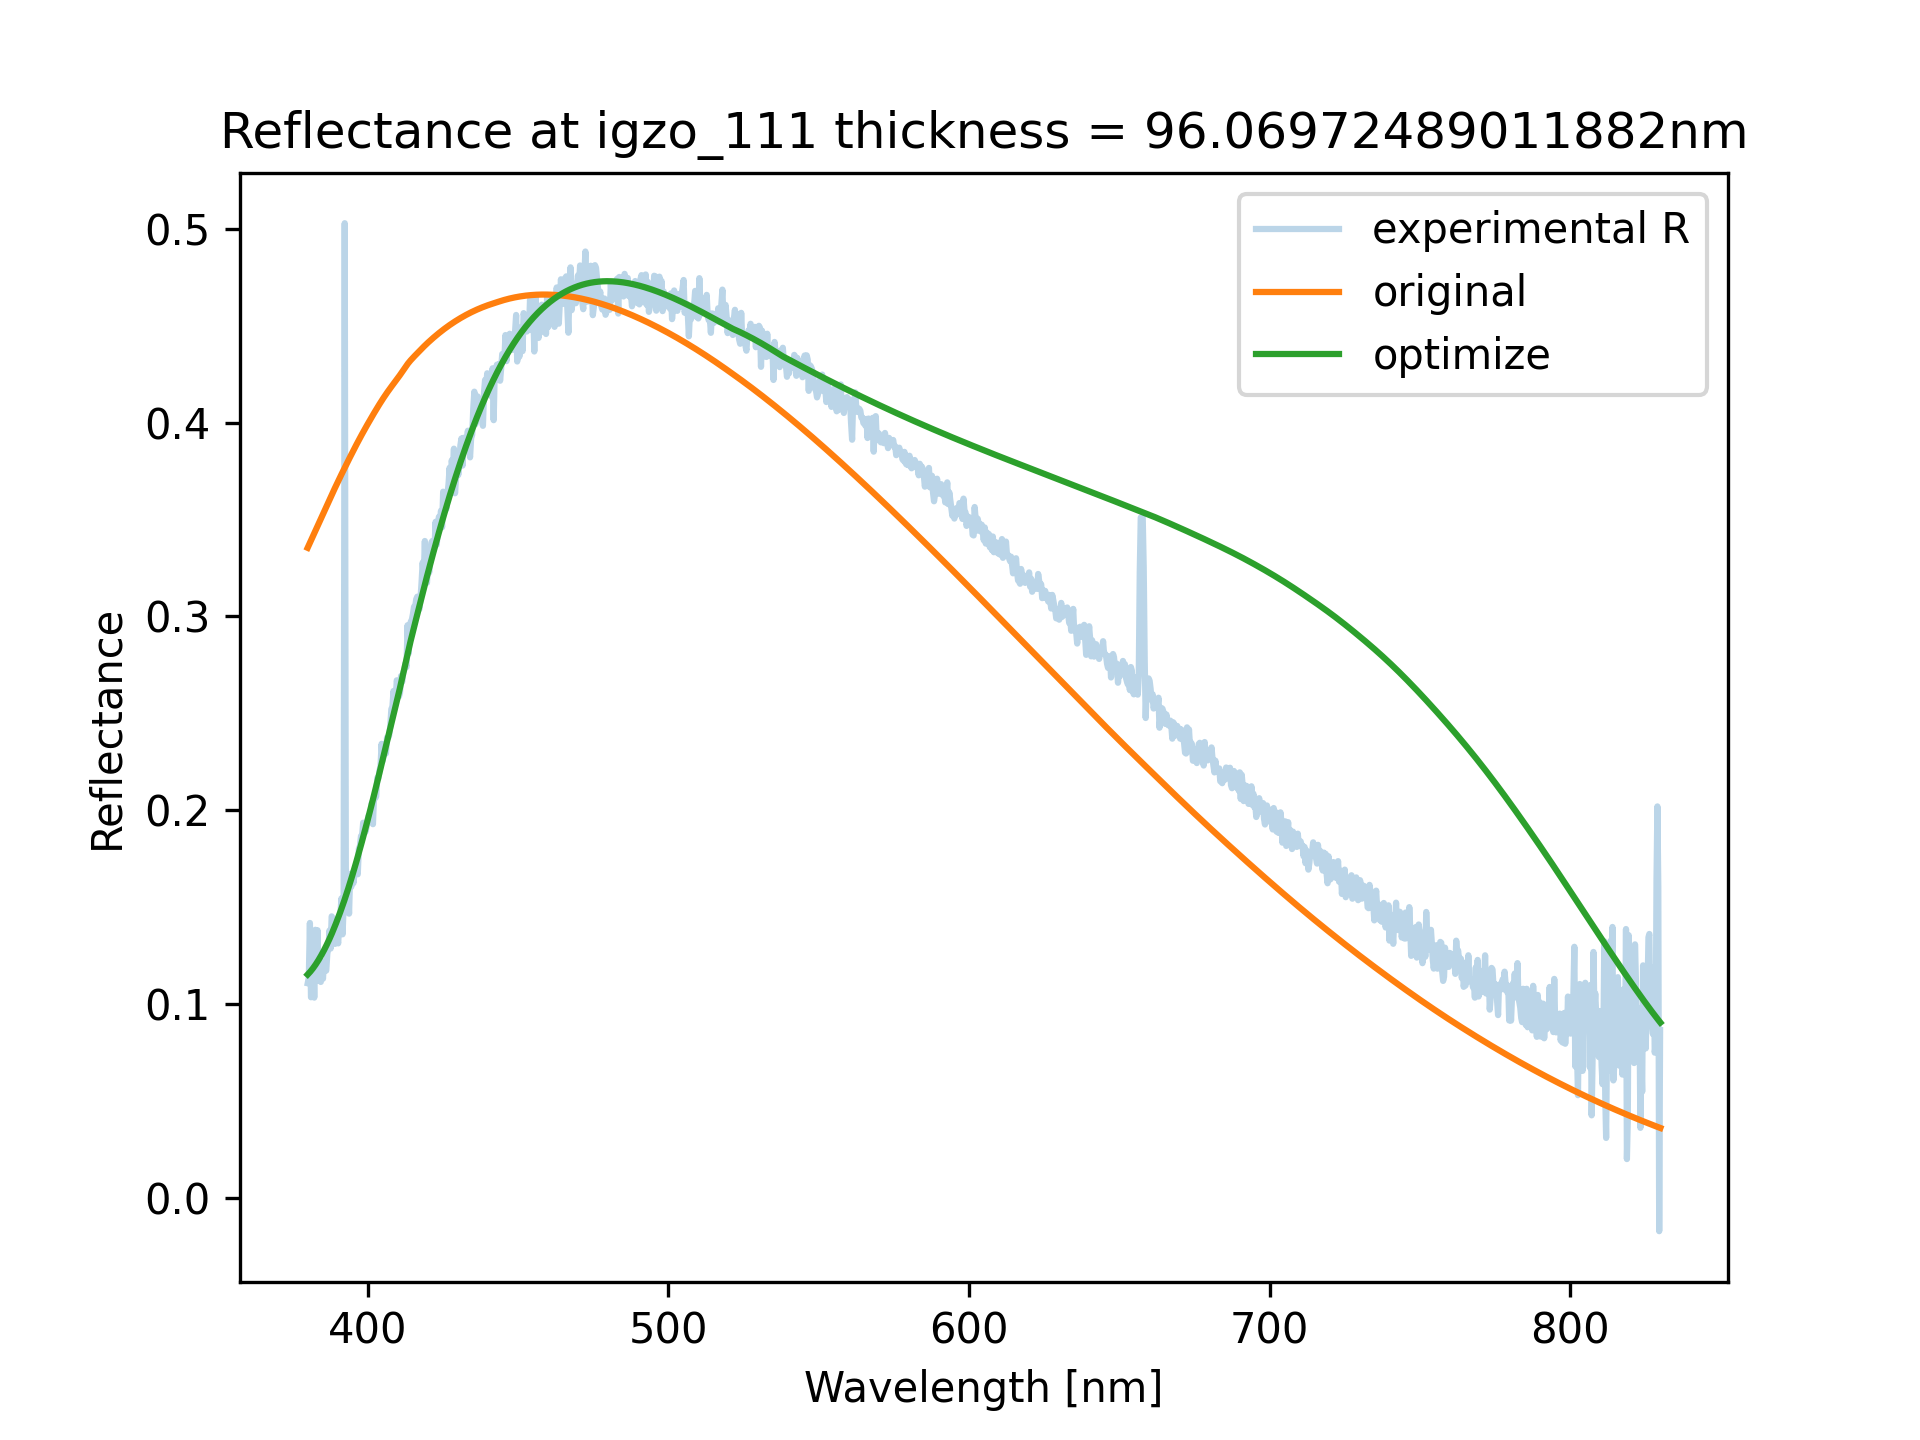 Reflectance at igzo_111 thickness = 96.06972489011882nm
experimental R
original
optimize
Reflectance
0.5
0.4
0.3
0.2
0.1
0.0
400 500 600 700 800
Wavelength [nm]